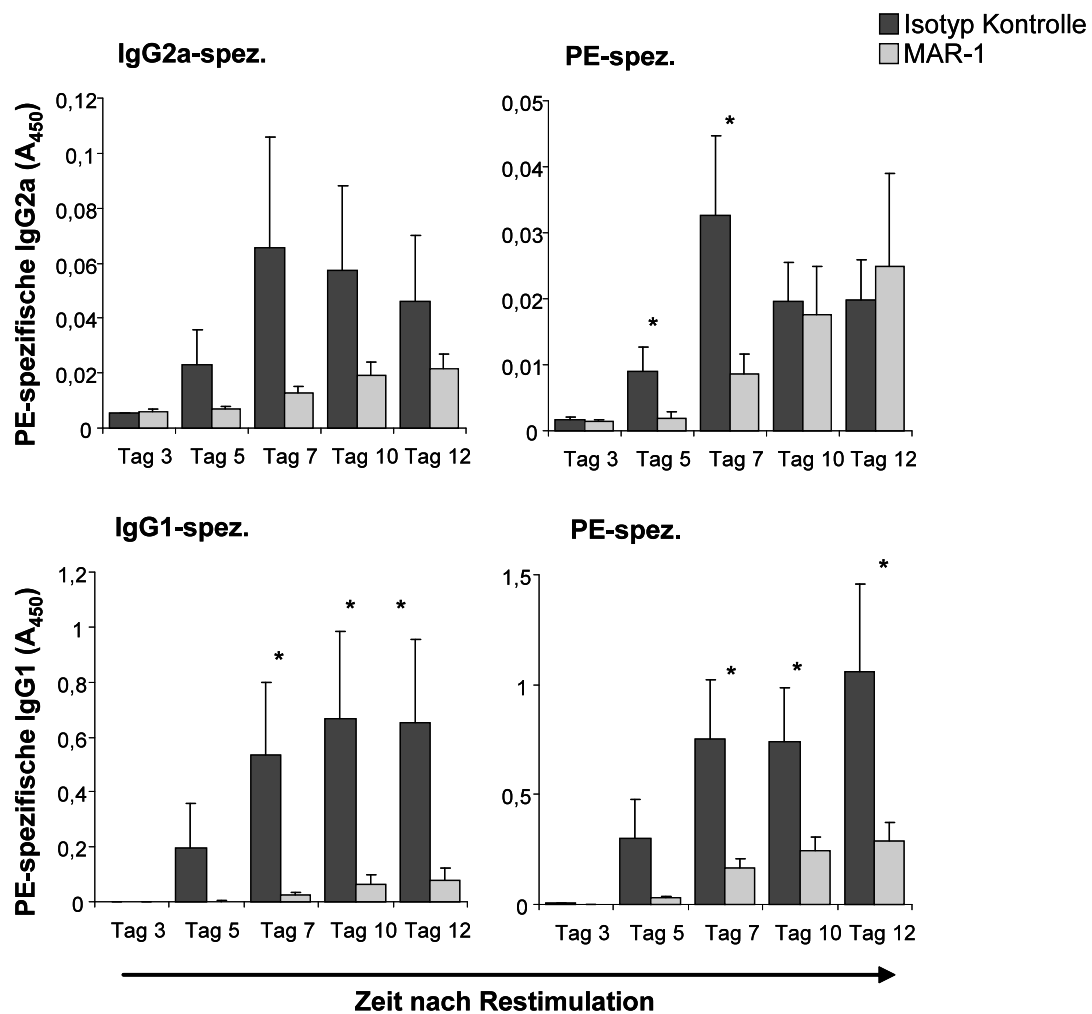 Isotyp Kontrolle
MAR-1
IgG2a-spez.
PE-spezifische IgG2a (A450)
0,12
0,1
0,08
0,06
0,04
0,02
0
Tag 3 Tag 5 Tag 7 Tag 10 Tag 12
PE-spez.
0,05
0,04
0,03
0,02
0,01
0
* *
Tag 3 Tag 5 Tag 7 Tag 10 Tag 12
IgG1-spez.
PE-spezifische IgG1 (A450)
1,2
1
0,8
0,6
0,4
0,2
0
* * *
Tag 3 Tag 5 Tag 7 Tag 10 Tag 12
PE-spez.
1,5
1
0,5
0
* * *
Tag 3 Tag 5 Tag 7 Tag 10 Tag 12
Zeit nach Restimulation